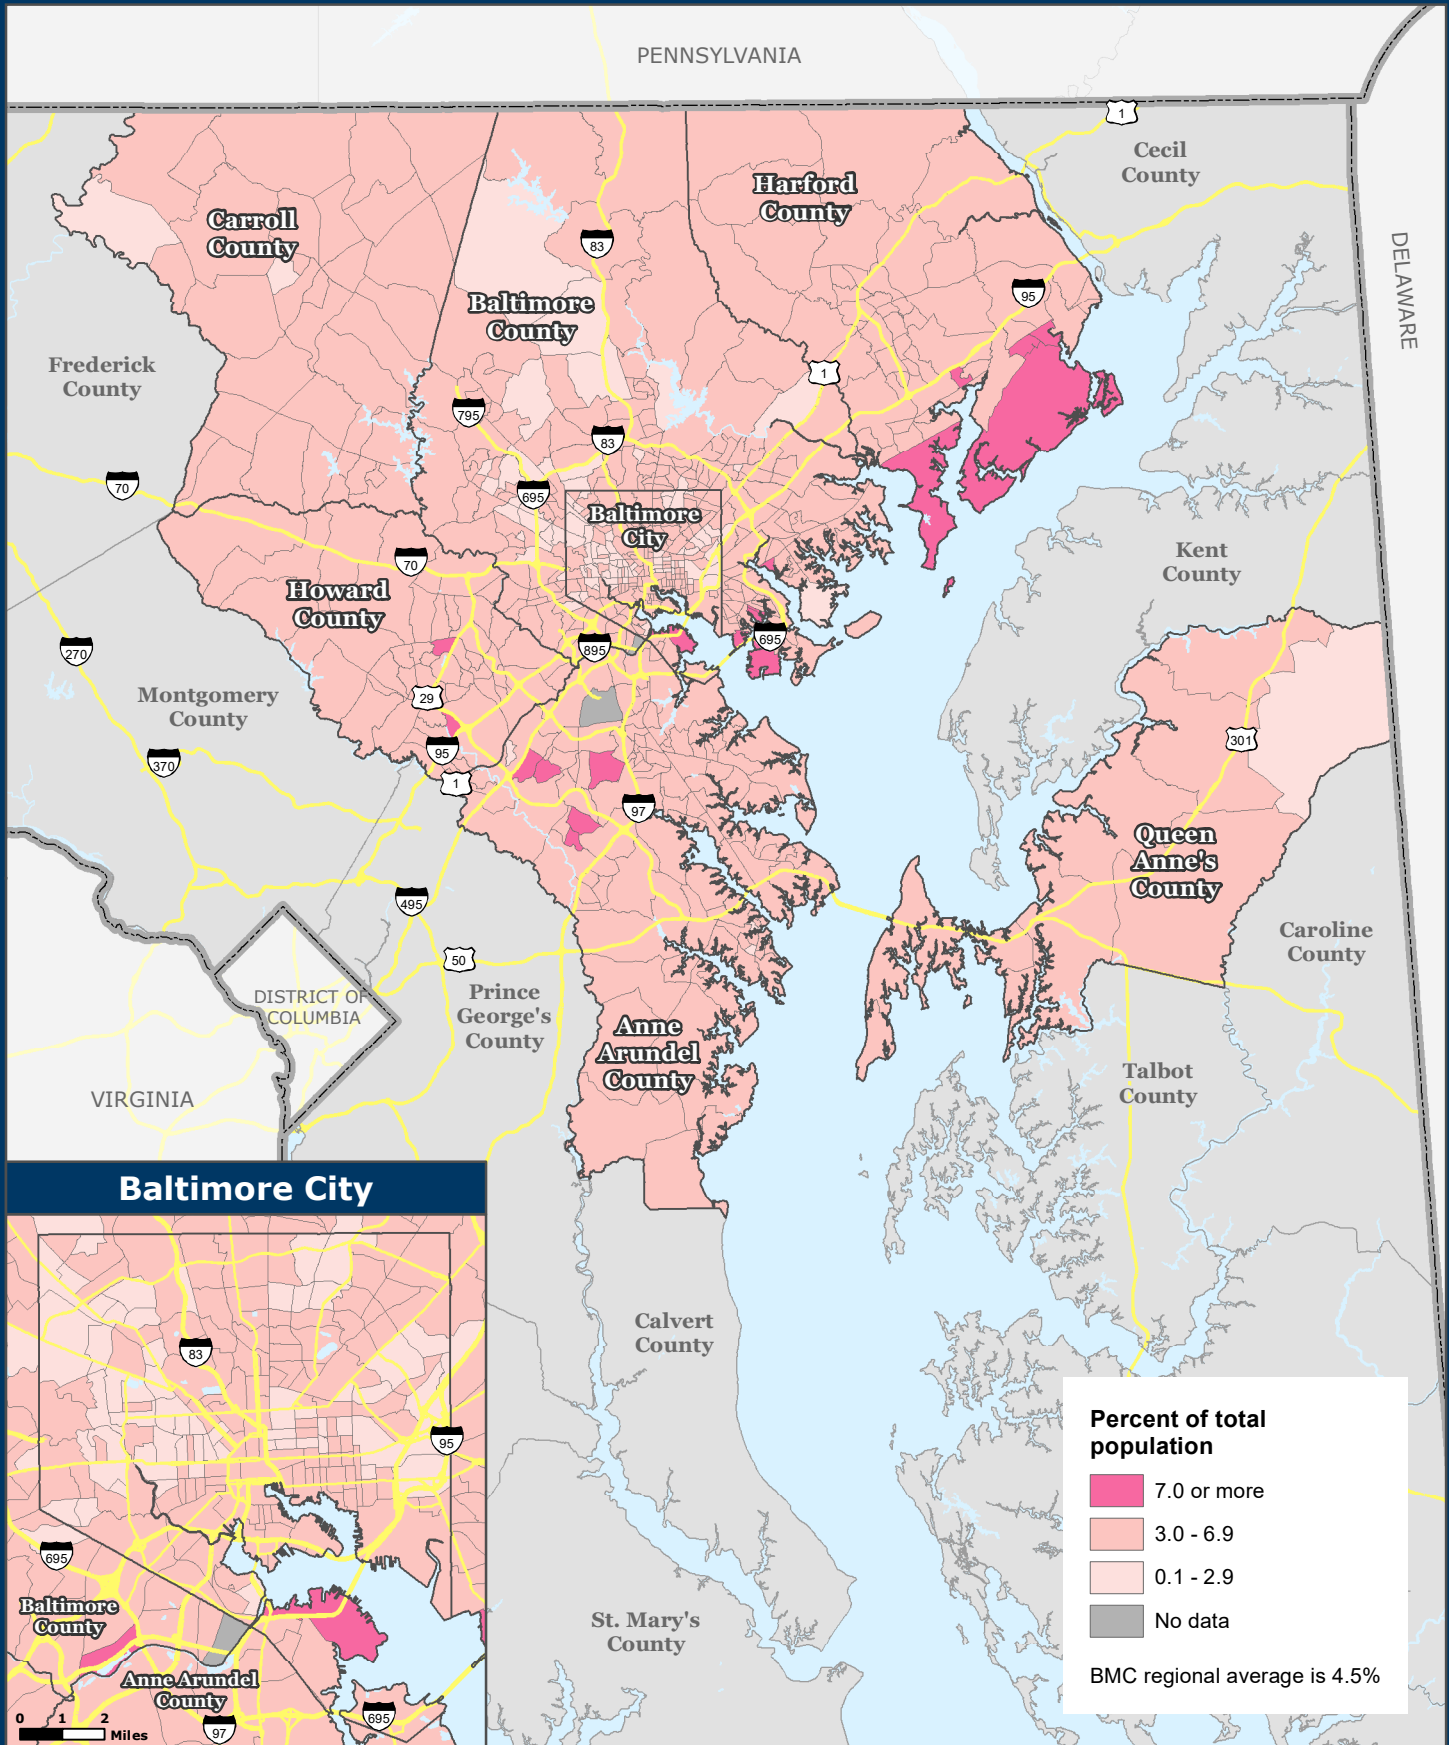 PENNSYLVANIA
1
Cecil
County
Harford
County
Carroll
County
DELAWARE
83
95
Baltimore
County
Frederick
County
1
795
83
70
695
Baltimore
City
Kent
County
70
Howard
County
695
895
270
29
Montgomery
County
301
95
370
1
97
Queen
Anne's
County
495
Caroline
County
50
DISTRICT OF
COLUMBIA
Prince
George's
County
Anne
Arundel
County
Talbot
County
VIRGINIA
Baltimore City
Calvert
County
83
95
695
Baltimore
County
Anne Arundel
County
695
97
0 1 2
Miles
St. Mary's
County
Percent of total
population
7.0 or more
3.0 - 6.9
0.1 - 2.9
No data
BMC regional average is 4.5%